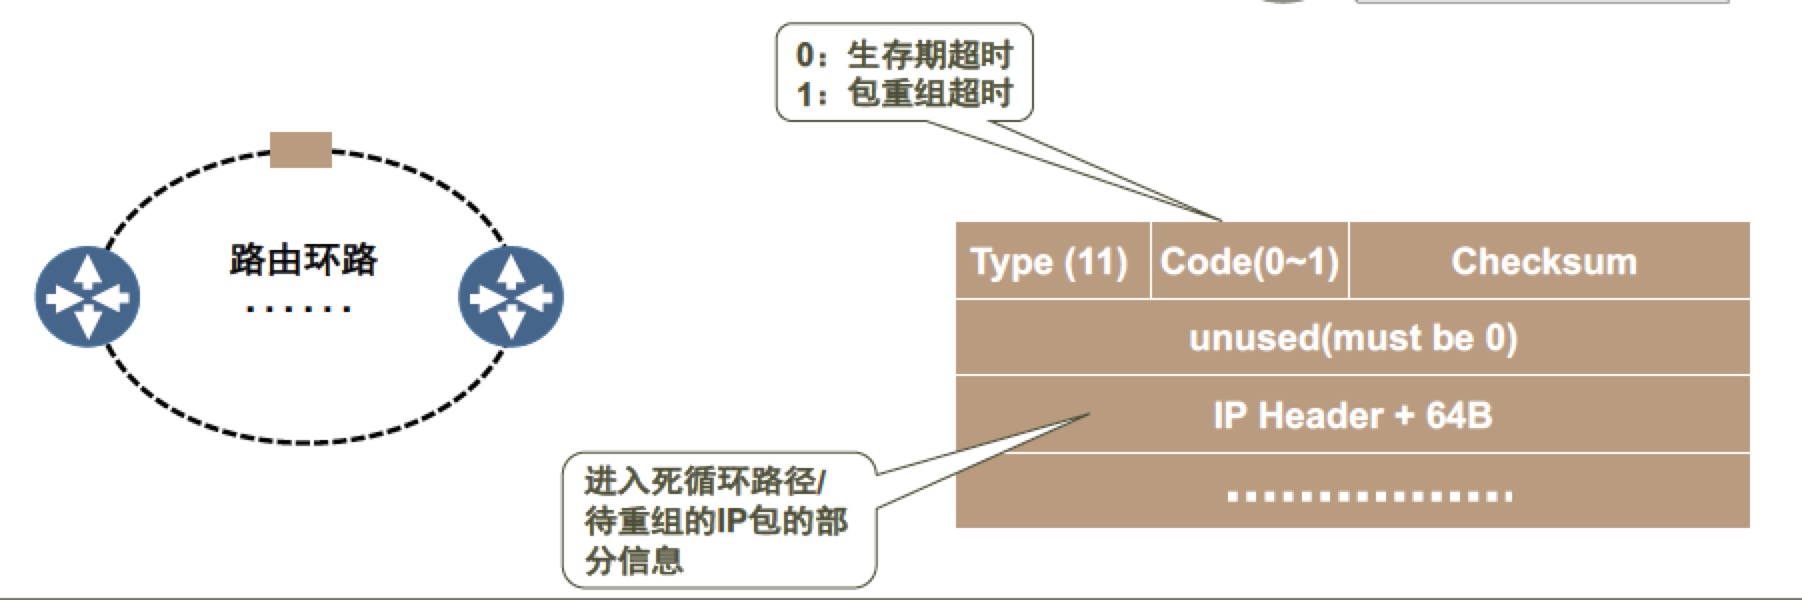 0：生存期超时
1：包重组超时
路由环路
······
Type (11)
Code(0~1)
Checksum
unused(must be 0)
IP Header + 64B
进入死循环路径/
待重组的IP包的部
分信息